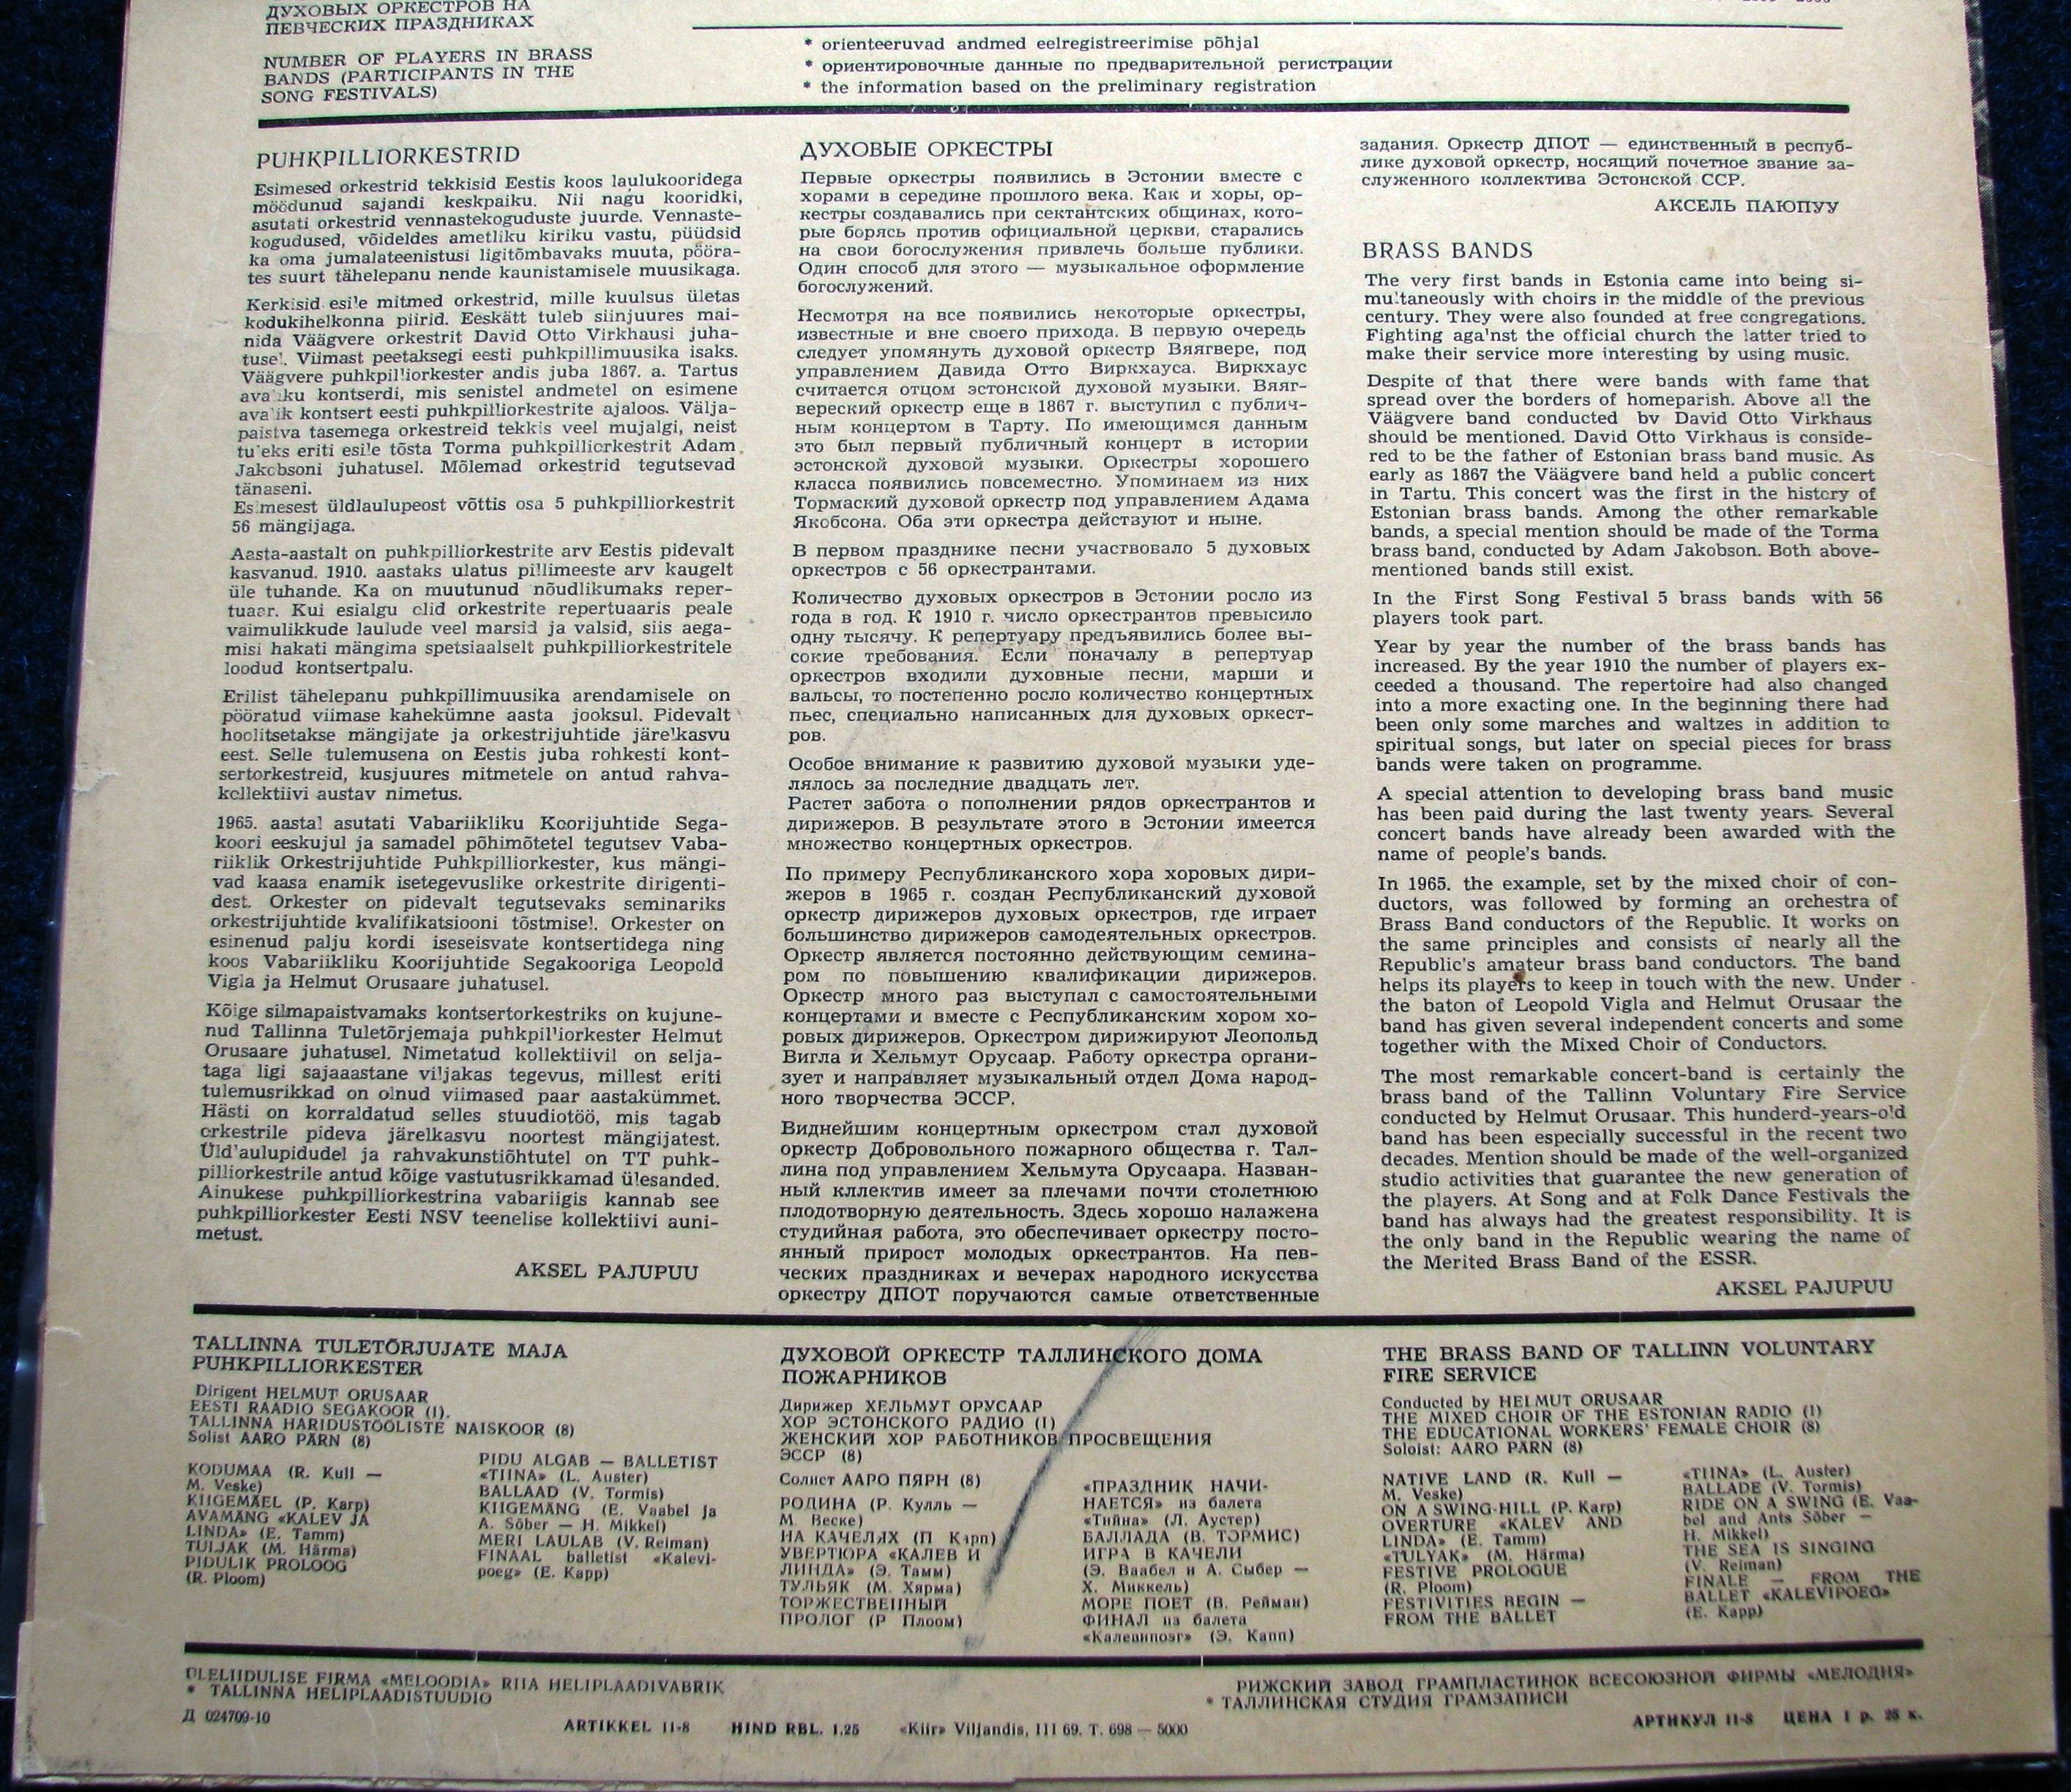 ДУХОВЫХ ОРКЕСТРОВ НА
ПЕВЧЕСКИХ ПРАЗДНИКАХ
NUMBER OF PLAYERS IN BRASS
BANDS (PARTICIPANTS IN THE
SONG FESTIVALS)
* orienteeruvad andmed eelregistreerimise põhjal
* ориентировочные данные по предварительной регистрации
* the information based on the preliminary registration
PUHKPILLIORKESTRID
Esimesed orkestrid tekkisid Eestis koos laulukooridega
möödunud sajandi keskpaiku. Nii nagu kooridki,
asutati orkestrid vennastekoguduste juurde. Vennaste-
kogudused, võideldes ametliku kiriku vastu, püüdsid
ka oma jumalateenistusi ligitõmbavaks muuta, pööra-
tes suurt tähelepanu nende kaunistamisele muusikaga.
Kerkisid esile mitmed orkestrid, mille kuulsus ületas
kodukihelkonna piirid. Eeskätt tuleb siinjuures mai-
nida Väägvere orkestrit David Otto Virkhausi juha-
tusel. Viimast peetaksegi eesti puhkpillimuusika isaks.
Väägvere puhkpilliorkester andis juba 1867. a. Tartus
avaliku kontserdi, mis senistel andmetel on esimene
avalik kontsert eesti puhkpilliorkestrite ajaloos. Välja-
paistva tasemega orkestreid tekkis veel mujalgi, neist
tuleks eriti esile tõsta Torma puhkpilliorkestrit Adam
Jakobsoni juhatusel. Mõlemad orkestrid tegutsevad
tänaseni.
Esimesest üldlaulupeost võttis osa 5 puhkpilliorkestrit
56 mängijaga.
Aasta-aastalt on puhkpilliorkestrite arv Eestis pidevalt
kasvanud. 1910. aastaks ulatus pillimeeste arv kaugelt
üle tuhande. Ka on muutunud nõudlikumaks reper-
tuaar. Kui esialgu olid orkestrite repertuaaris peale
vaimulikkude laulude veel marsid ja valsid, siis aega-
misi hakati mängima spetsiaalselt puhkpilliorkestritele
loodud kontsertpalu.
Erilist tähelepanu puhkpillimuusika arendamisele on
pööratud viimase kahekümne aasta jooksul. Pidevalt
hoolitsetakse mängijate ja orkestrijuhtide järelkasvu
eest. Selle tulemusena on Eestis juba rohkesti kont-
sertorkestreid, kusjuures mitmetele on antud rahva-
kollektiivi austav nimetus.
1965. aastal asutati Vabariikliku Koorijuhtide Sega-
koori eeskujul ja samadel põhimõtetel tegutsev Vaba-
riiklik Orkestrijuhtide Puhkpilliorkester, kus mängi-
vad kaasa enamik isetegevuslike orkestrite dirigenti-
dest. Orkester on pidevalt tegutsevaks seminariks
orkestrijuhtide kvalifikatsiooni tõstmisel. Orkester on
esinenud palju kordi iseseisvate kontsertidega ning
koos Vabariikliku Koorijuhtide Segakooriga Leopold
Vigla ja Helmut Orusaare juhatusel.
Kõige silmapaistvamaks kontsertorkestriks on kujune-
nud Tallinna Tuletõrjemaja puhkpilliorkester Helmut
Orusaare juhatusel. Nimetatud kollektiivil on selja-
taga ligi sajaaastane viljakas tegevus, millest eriti
tulemusrikkad on olnud viimased paar aastakümmet.
Hästi on korraldatud selles stuudiotöö, mis tagab
orkestrile pideva järelkasvu noortest mängijatest.
Üldlaulupidudel ja rahvakunstiõhtutel on TT puhk-
pilliorkestrile antud kõige vastutusrikkamad ülesanded.
Ainukese puhkpilliorkestrina vabariigis kannab see
puhkpilliorkester Eesti NSV teenelise kollektiivi auni-
metust.
AKSEL PAJUPUU
ДУХОВЫЕ ОРКЕСТРЫ
Первые оркестры появились в Эстонии вместе с
хорами в середине прошлого века. Как и хоры, ор-
кестры создавались при сектантских общинах, кото-
рые борясь против официальной церкви, старались
на свои богослужения привлечь больше публики.
Один способ для этого — музыкальное оформление
богослужений.
Несмотря на все появились некоторые оркестры,
известные и вне своего прихода. В первую очередь
следует упомянуть духовой оркестр Вяягвере, под
управлением Давида Отто Виркхауса. Виркхаус
считается отцом эстонской духовой музыки. Вяяг-
вереский оркестр еще в 1867 г. выступил с публич-
ным концертом в Тарту. По имеющимся данным
это был первый публичный концерт в истории
эстонской духовой музыки. Оркестры хорошего
класса появились повсеместно. Упоминаем из них
Тормаский духовой оркестр под управлением Адама
Якобсона. Оба эти оркестра действуют и ныне.
В первом празднике песни участвовало 5 духовых
оркестров с 56 оркестрантами.
Количество духовых оркестров в Эстонии росло из
года в год. К 1910 г. число оркестрантов превысило
одну тысячу. К репертуару предъявились более вы-
сокие требования. Если поначалу в репертуар
оркестров входили духовные песни, марши и
вальсы, то постепенно росло количество концертных
пьес, специально написанных для духовых оркест-
ров.
Особое внимание к развитию духовой музыки уде-
лялось за последние двадцать лет.
Растет забота о пополнении рядов оркестрантов и
дирижеров. В результате этого в Эстонии имеется
множество концертных оркестров.
По примеру Республиканского хора хоровых дири-
жеров в 1965 г. создан Республиканский духовой
оркестр дирижеров духовых оркестров, где играет
большинство дирижеров самодеятельных оркестров.
Оркестр является постоянно действующим семина-
ром по повышению квалификации дирижеров.
Оркестр много раз выступал с самостоятельными
концертами и вместе с Республиканским хором хо-
ровых дирижеров. Оркестром дирижируют Леопольд
Вигла и Хельмут Орусаар. Работу оркестра органи-
зует и направляет музыкальный отдел Дома народ-
ного творчества ЭССР.
Виднейшим концертным оркестром стал духовой
оркестр Добровольного пожарного общества г. Тал-
лина под управлением Хельмута Орусаара. Назван-
ный кллектив имеет за плечами почти столетнюю
плодотворную деятельность. Здесь хорошо налажена
студийная работа, это обеспечивает оркестру посто-
янный прирост молодых оркестрантов. На пев-
ческих праздниках и вечерах народного искусства
оркестру ДПОТ поручаются самые ответственные
задания. Оркестр ДПОТ — единственный в респуб-
лике духовой оркестр, носящий почетное звание за-
служенного коллектива Эстонской ССР.
АКСЕЛЬ ПАЮПУУ
BRASS BANDS
The very first bands in Estonia came into being si-
multaneously with choirs in the middle of the previous
century. They were also founded at free congregations.
Fighting against the official church the latter tried to
make their service more interesting by using music.
Despite of that there were bands with fame that
spread over the borders of homeparish. Above all the
Väägvere band conducted by David Otto Virkhaus
should be mentioned. David Otto Virkhaus is conside-
red to be the father of Estonian brass band music. As
early as 1867 the Väägvere band held a public concert
in Tartu. This concert was the first in the history of
Estonian brass bands. Among the other remarkable
bands, a special mention should be made of the Torma
brass band, conducted by Adam Jakobson. Both above-
mentioned bands still exist.
In the First Song Festival 5 brass bands with 56
players took part.
Year by year the number of the brass bands has
increased. By the year 1910 the number of players ex-
ceeded a thousand. The repertoire had also changed
into a more exacting one. In the beginning there had
been only some marches and waltzes in addition to
spiritual songs, but later on special pieces for brass
bands were taken on programme.
A special attention to developing brass band music
has been paid during the last twenty years. Several
concert bands have already been awarded with the
name of people's bands.
In 1965. the example, set by the mixed choir of con-
ductors, was followed by forming an orchestra of
Brass Band conductors of the Republic. It works on
the same principles and consists of nearly all the
Republic's amateur brass band conductors. The band
helps its players to keep in touch with the new. Under
the baton of Leopold Vigla and Helmut Orusaar the
band has given several independent concerts and some
together with the Mixed Choir of Conductors.
The most remarkable concert-band is certainly the
brass band of the Tallinn Voluntary Fire Service
conducted by Helmut Orusaar. This hunderd-years-old
band has been especially successful in the recent two
decades. Mention should be made of the well-organized
studio activities that guarantee the new generation of
the players. At Song and at Folk Dance Festivals the
band has always had the greatest responsibility. It is
the only band in the Republic wearing the name of
the Merited Brass Band of the ESSR.
AKSEL PAJUPUU
TALLINNA TULETÕRJUJATE MAJA
PUHKPILLIORKESTER
Dirigent HELMUT ORUSAAR
EESTI RAADIO SEGAKOOR (1).
TALLINNA HARIDUSTÖÖLISTE NAISKOOR (8)
Solist AARO PÄRN (8)
KODUMAA (R. Kull —
M. Veske)
KIIGEMÄEL (P. Karp)
AVAMÄNG «KALEV JA
LINDA» (E. Tamm)
TULJAK (M. Härma)
PIDULIK PROLOOG
(R. Ploom)
PIDU ALGAB — BALLETIST
«TIINA» (L. Auster)
BALLAAD (V. Tormis)
KIIGEMÄNG (E. Vaabel ja
A. Sõber — H. Mikkel)
MERI LAULAB (V. Reiman)
FINAAL balletist «Kalevi-
poeg» (E. Kapp)
ДУХОВОЙ ОРКЕСТР ТАЛЛИНСКОГО ДОМА
ПОЖАРНИКОВ
Дирижер ХЕЛЬМУТ ОРУСААР
ХОР ЭСТОНСКОГО РАДИО (1)
ЖЕНСКИЙ ХОР РАБОТНИКОВ ПРОСВЕЩЕНИЯ
ЭССР (8)
Солист ААРО ПЯРН (8)
РОДИНА (Р. Кулль —
М. Веске)
НА КАЧЕЛЯХ (П Карп)
УВЕРТЮРА «КАЛЕВ И
ЛИНДА» (Э. Тамм)
ТУЛЬЯК (М. Хярма)
ТОРЖЕСТВЕННЫЙ
ПРОЛОГ (Р Плоом)
«ПРАЗДНИК НАЧИ-
НАЕТСЯ» из балета
«Тийна» (Л. Аустер)
БАЛЛАДА (В. ТОРМИС)
ИГРА В КАЧЕЛИ
(Э. Ваабел и А. Сыбер —
Х. Миккель)
МОРЕ ПОЕТ (В. Рейман)
ФИНАЛ из балета
«Калевипоэг» (Э. Капп)
THE BRASS BAND OF TALLINN VOLUNTARY
FIRE SERVICE
Conducted by HELMUT ORUSAAR
THE MIXED CHOIR OF THE ESTONIAN RADIO (1)
THE EDUCATIONAL WORKERS' FEMALE CHOIR (8)
Soloist: AARO PÄRN (8)
NATIVE LAND (R. Kull —
M. Veske)
ON A SWING-HILL (P. Karp)
OVERTURE «KALEV AND
LINDA» (E. Tamm)
«TULYAK» (M. Härma)
FESTIVE PROLOGUE
(R. Ploom)
FESTIVITIES BEGIN —
FROM THE BALLET
«TIINA» (L. Auster)
BALLADE (V. Tormis)
RIDE ON A SWING (E. Vaa-
bel and Ants Sõber —
H. Mikkel)
THE SEA IS SINGING
(V. Reiman)
FINALE — FROM THE
BALLET «KALEVIPOEG»
(E. Kapp)
ÜLELIIDULISE FIRMA «MELOODIA» RIIA HELIPLAADIVABRIK
* TALLINNA HELIPLAADISTUUDIO
Д 024709-10
ARTIKKEL 11-8 HIND RBL. 1.25 «Kiir» Viljandis, III 69. T. 698 — 5000
РИЖСКИЙ ЗАВОД ГРАМПЛАСТИНОК ВСЕСОЮЗНОЙ ФИРМЫ «МЕЛОДИЯ»
* ТАЛЛИНСКАЯ СТУДИЯ ГРАМЗАПИСИ
АРТИКУЛ 11-8 ЦЕНА 1 р. 25 к.